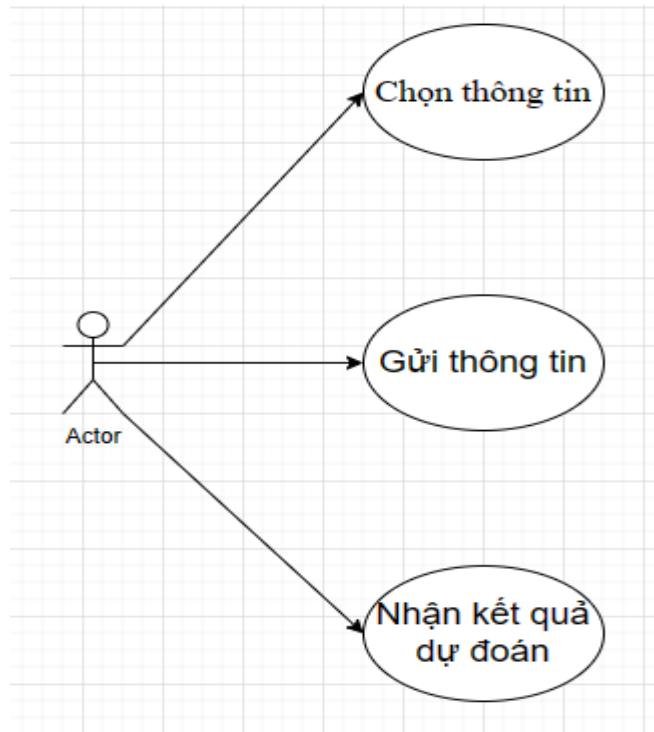 Chọn thông tin
Gửi thông tin
Actor
Nhận kết quả
dự đoán